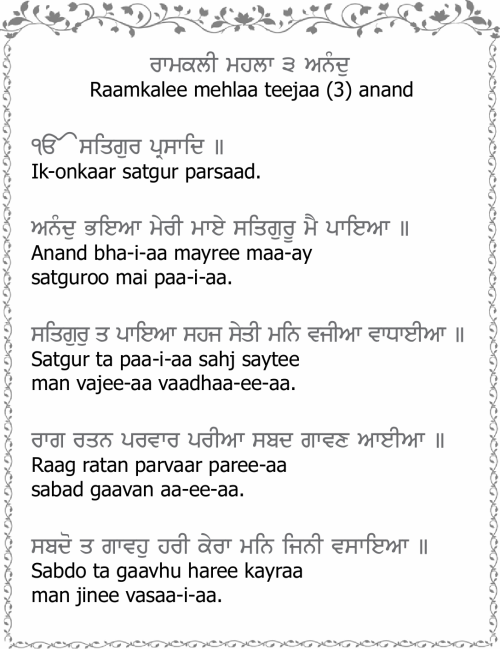 ਰਾਮਕਲੀ ਮਹਲਾ ੩ ਅਨੰਦੁ
Raamkalee mehlaa teejaa (3) anand
ੴ ਸਤਿਗੁਰ ਪ੍ਰਸਾਦਿ ॥
Ik-onkaar satgur parsaad.
ਅਨੰਦੁ ਭਇਆ ਮੇਰੀ ਮਾਏ ਸਤਿਗੁਰੂ ਮੈ ਪਾਇਆ ॥
Anand bha-i-aa mayree maa-ay
satguroo mai paa-i-aa.
ਸਤਿਗੁਰੁ ਤ ਪਾਇਆ ਸਹਜ ਸੇਤੀ ਮਨਿ ਵਜੀਆ ਵਾਧਾਈਆ ॥
Satgur ta paa-i-aa sahj saytee
man vajee-aa vaadhaa-ee-aa.
ਰਾਗ ਰਤਨ ਪਰਵਾਰ ਪਰੀਆ ਸਬਦ ਗਾਵਣ ਆਈਆ ॥
Raag ratan parvaar paree-aa
sabad gaavan aa-ee-aa.
ਸਬਦੋ ਤ ਗਾਵਹੁ ਹਰੀ ਕੇਰਾ ਮਨਿ ਜਿਨੀ ਵਸਾਇਆ ॥
Sabdo ta gaavhu haree kayraa
man jinee vasaa-i-aa.